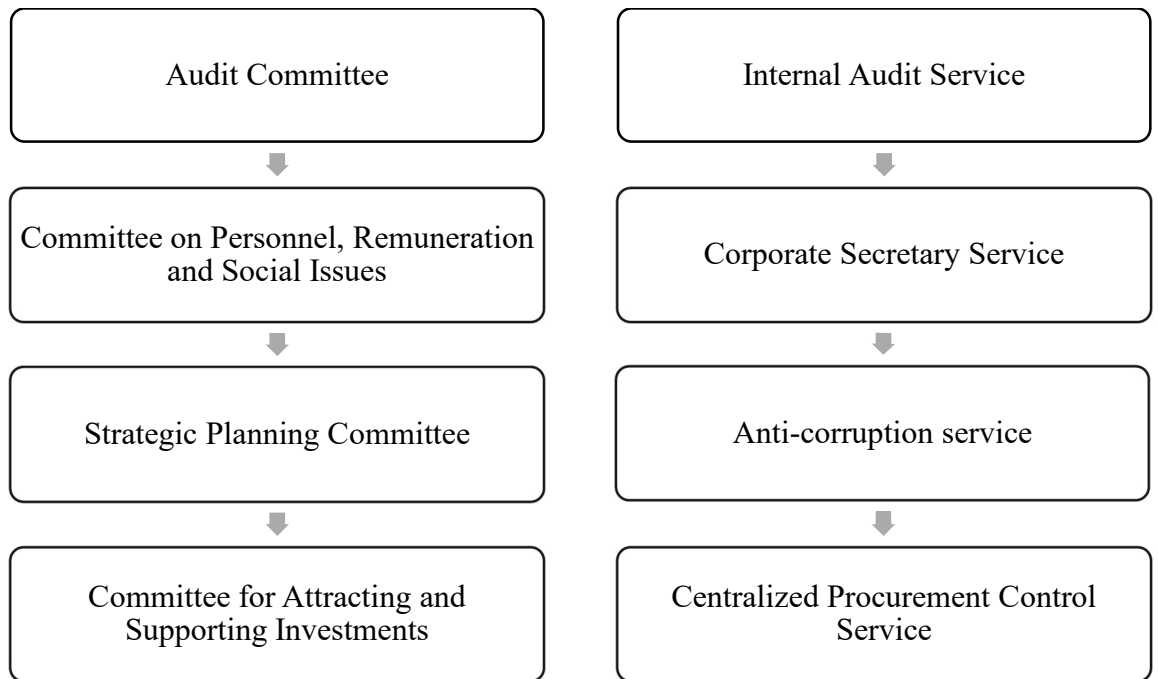 Audit Committee
Internal Audit Service
Committee on Personnel, Remuneration
and Social Issues
Corporate Secretary Service
Strategic Planning Committee
Anti-corruption service
Committee for Attracting and
Supporting Investments
Centralized Procurement Control
Service